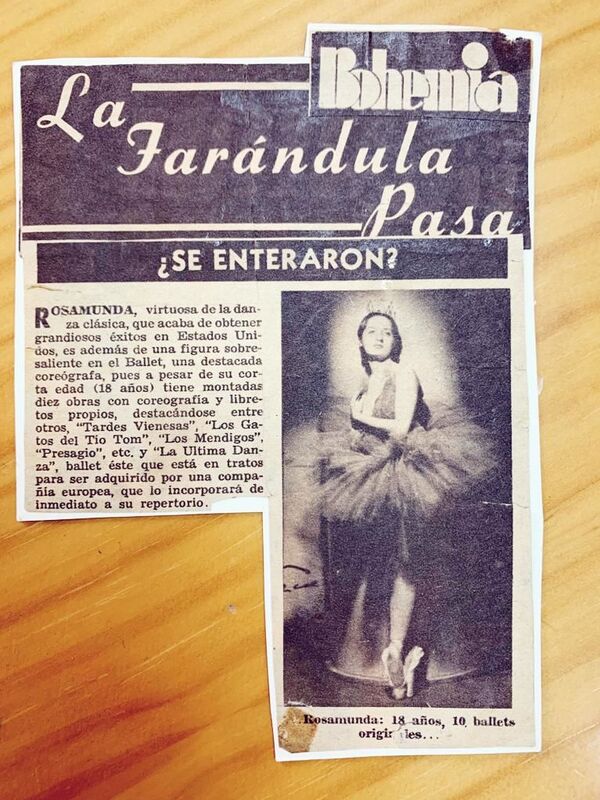 Bohemia
La
Farándula
Pasa
¿SE ENTERARON?
ROSAMUNDA, virtuosa de la dan-
za clásica, que acaba de obtener
grandiosos éxitos en Estados Uni-
dos, es además de una figura sobre-
saliente en el Ballet, una destacada
coreógrafa, pues a pesar de su cor-
ta edad (18 años) tiene montadas
diez obras con coreografía y libre-
tos propios, destacándose entre
otros, "Tardes Vienesas", "Los Ga-
tos del Tío Tom", "Los Mendigos",
"Presagio", etc. y "La Ultima Dan-
za", ballet éste que está en tratos
para ser adquirido por una compa-
ñía europea, que lo incorporará de
inmediato a su repertorio.
Rosamunda: 18 años, 10 ballets